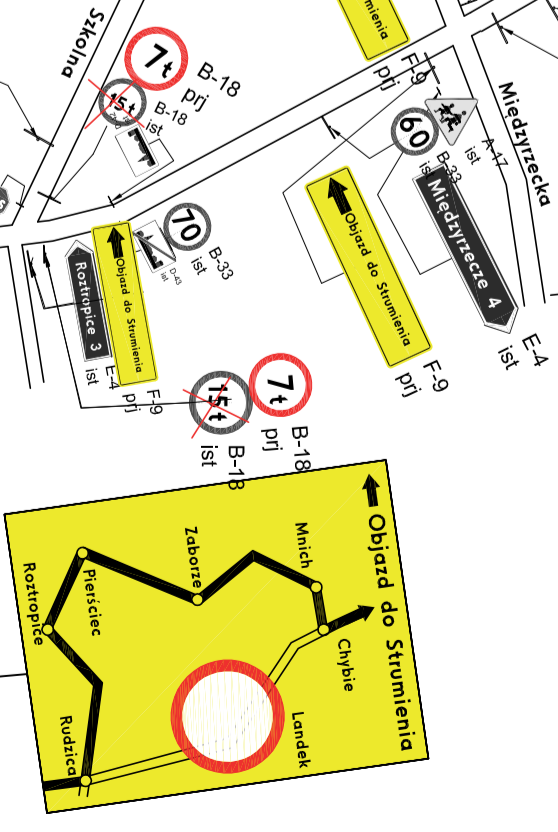 Szkolna
7t
B-18
prj
15t
B-18
ist
Strumienia
F-9
prj
Międzyrzecka
60
B-33
ist
A-17
ist
Międzyrzecze 4
E-4
ist
Objazd do Strumienia
F-9
prj
70
B-33
ist
D-43
ist
Objazd do Strumienia
F-9
prj
Roztropice 3
E-4
ist
15t
B-18
ist
7t
B-18
prj
Objazd do Strumienia
Mnich
Chybie
Zaborze
Landek
Pierściec
Roztropice
Rudzica